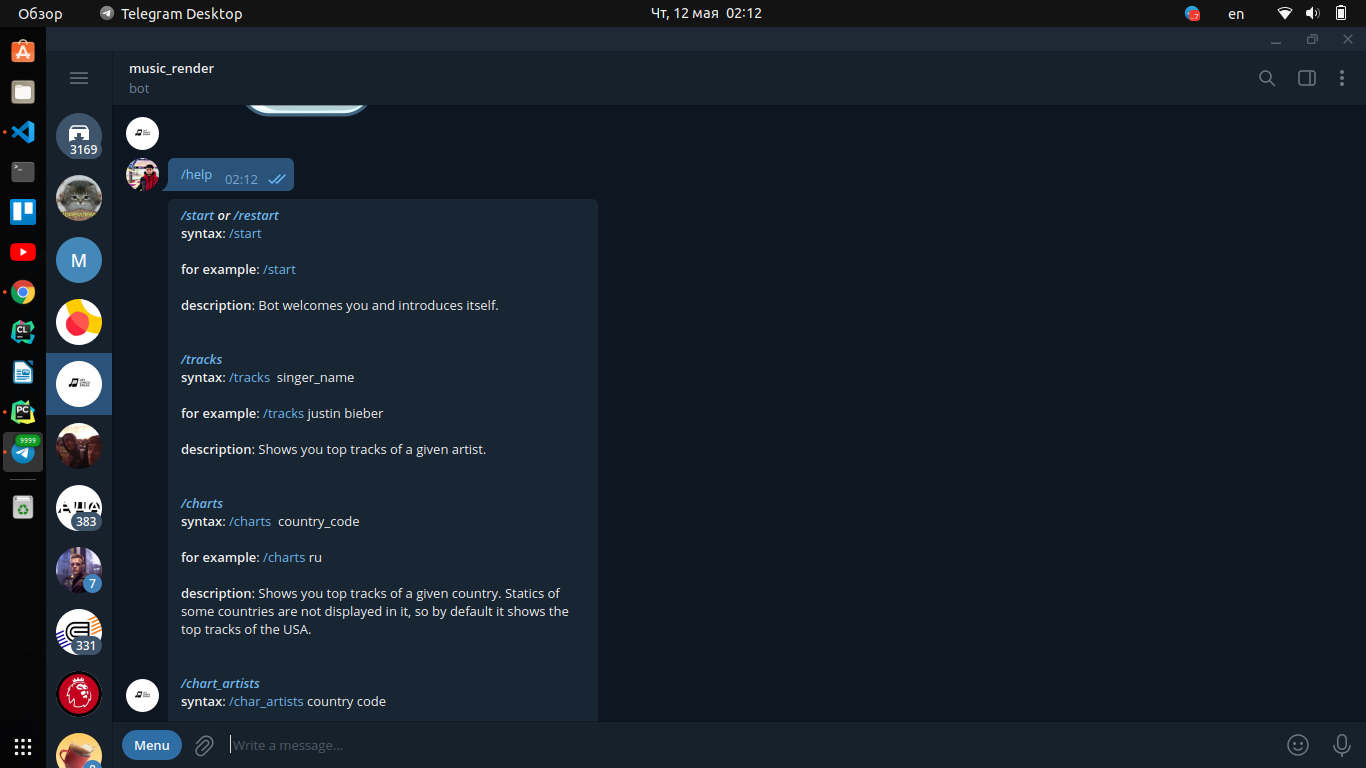 Обзор
Telegram Desktop
Чт, 12 мая 02:12
7
en
music_render
bot
3169
/help 02:12
/start or /restart
syntax: /start
for example: /start
description: Bot welcomes you and introduces itself.
/tracks
syntax: /tracks singer_name
for example: /tracks justin bieber
description: Shows you top tracks of a given artist.
/charts
syntax: /charts country_code
for example: /charts ru
description: Shows you top tracks of a given country. Statics of
some countries are not displayed in it, so by default it shows the
top tracks of the USA.
/chart_artists
syntax: /char_artists country code
M
383
7
331
CL
PC
9999
Menu
Write a message...